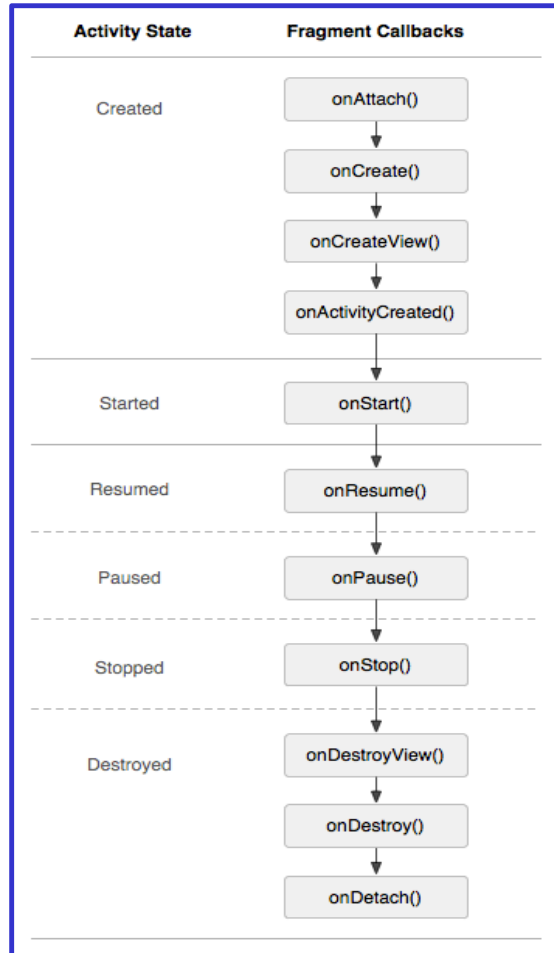 Activity State Fragment Callbacks
Created
onAttach()
onCreate()
onCreateView()
onActivityCreated()
Started onStart()
Resumed onResume()
Paused onPause()
Stopped onStop()
Destroyed
onDestroyView()
onDestroy()
onDetach()